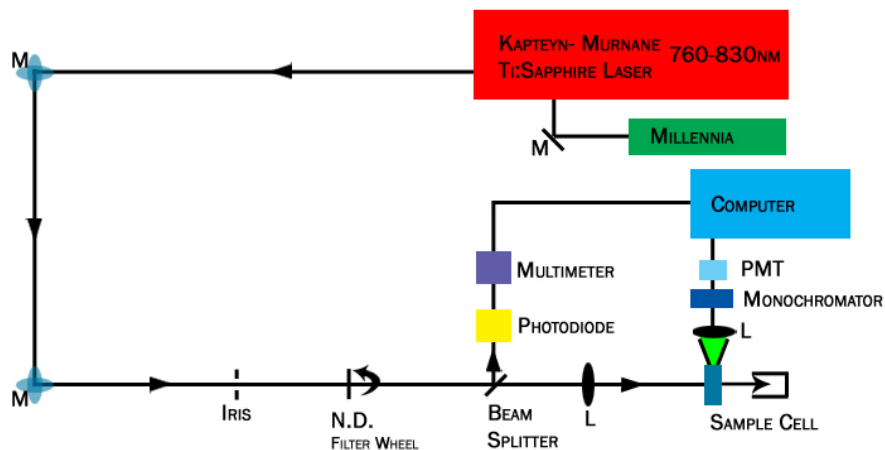 KAPTEYN- MURNANE
TI:SAPPHIRE LASER
760-830NM
M
M
MILLENNIA
COMPUTER
MULTIMETER
PMT
MONOCHROMATOR
PHOTODIODE
L
M
IRIS
N.D.
FILTER WHEEL
BEAM
SPLITTER
L
SAMPLE CELL